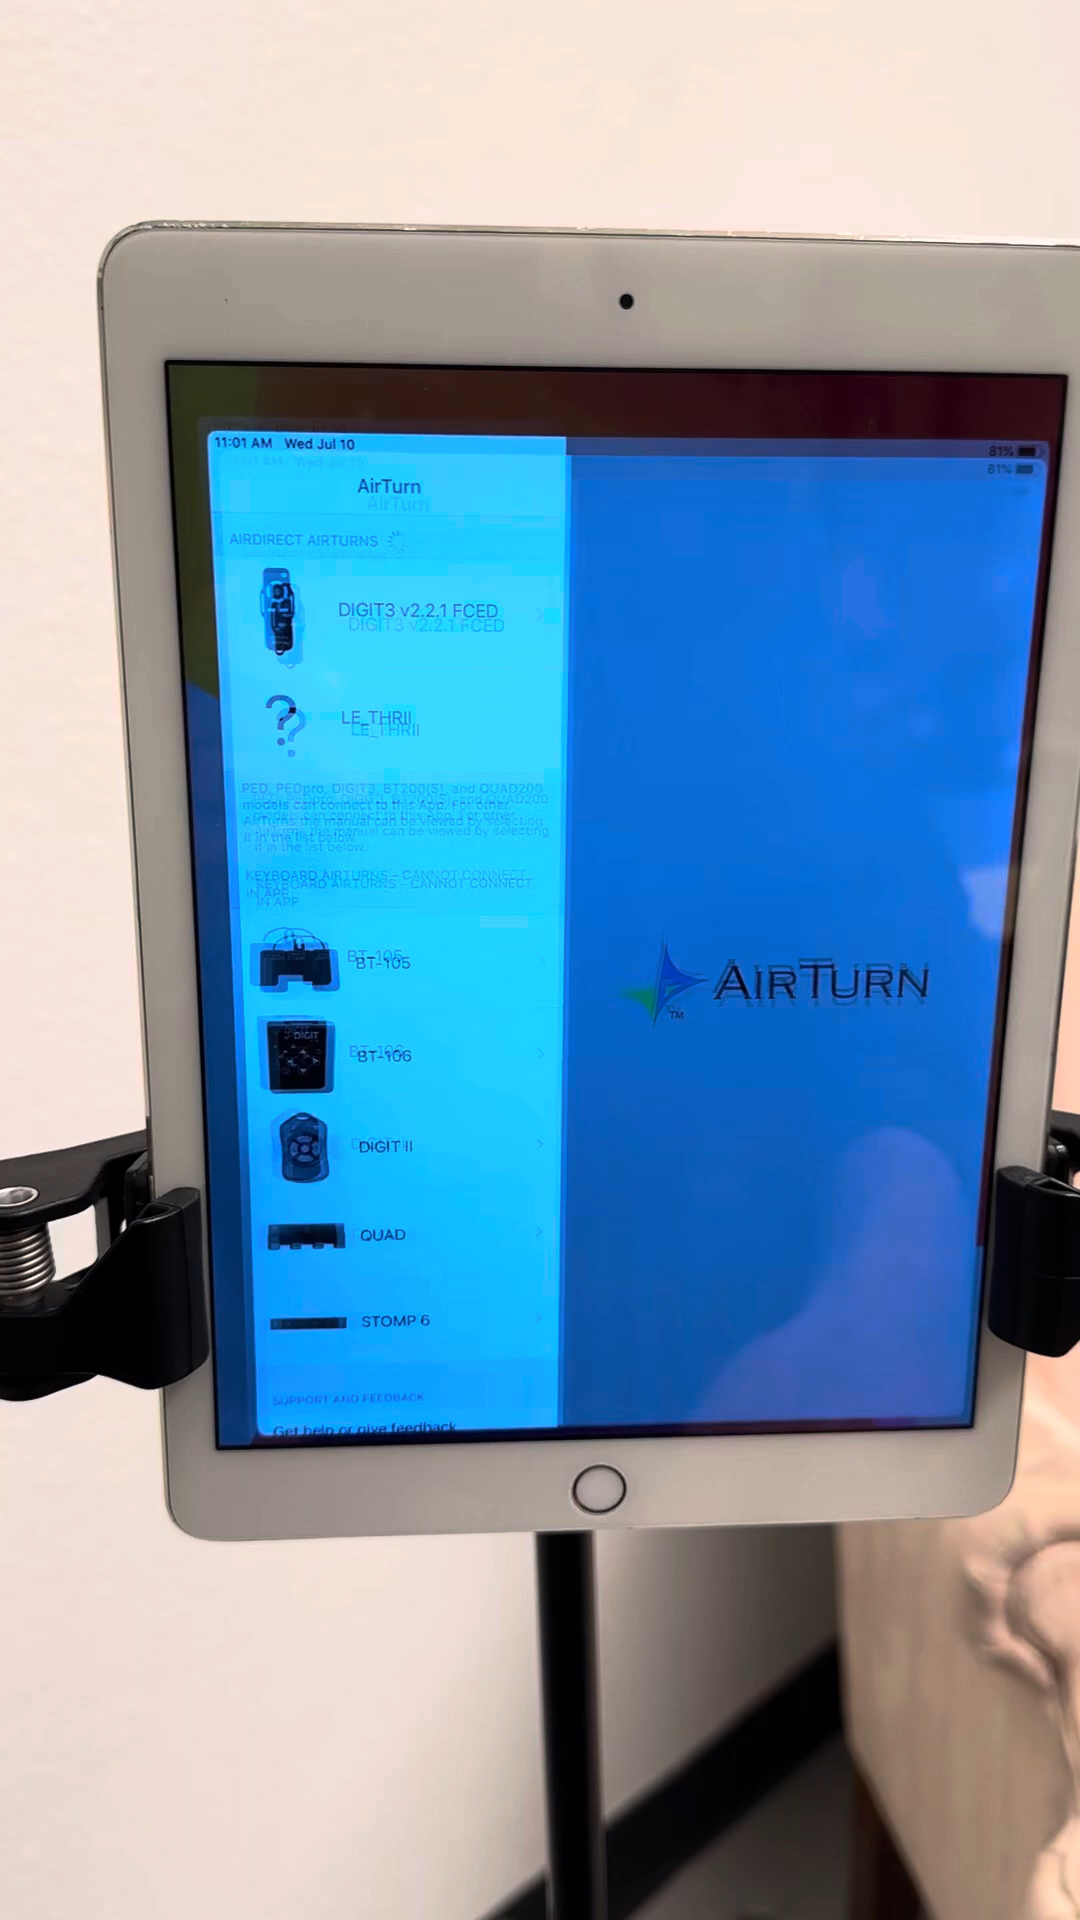 11:01 AM Wed Jul 10
81%
AirTurn
AIRDIRECT AIRTURNS
DIGIT3 v2.2.1 FCED
LE_THRII
PED, PEDpro, DIGIT3, BT200(S), and QUAD200
models can connect to this App. For other
AirTurns the manual can be viewed by selecting
it in the list below.
KEYBOARD AIRTURNS - CANNOT CONNECT
IN APP
BT-105
DIGIT
BT-106
DIGIT II
QUAD
STOMP 6
SUPPORT AND FEEDBACK
Get help or give feedback
AIRTURN
TM